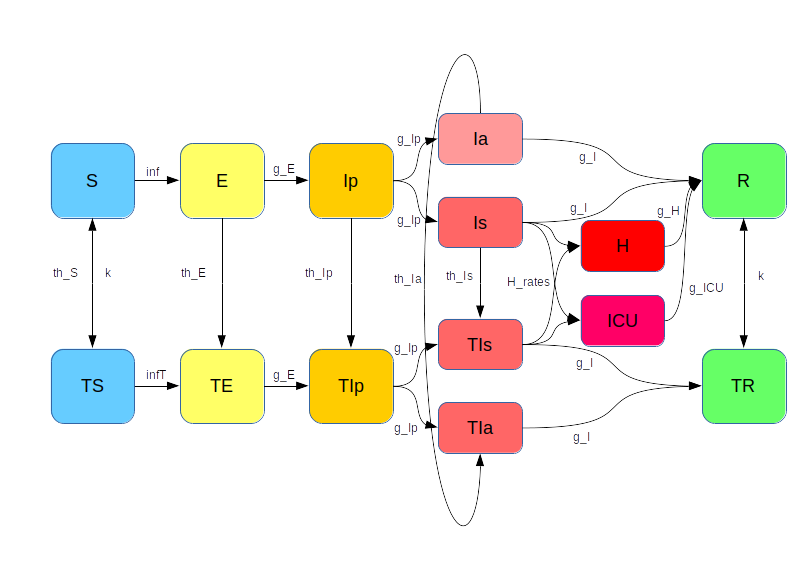 g_Ip
Ia
g_I
S
inf
E
g_E
Ip
R
g_Ip
Is
g_I
g_H
H
th_S
k
th_E
th_Ip
th_Ia
th_Is
H_rates
g_ICU
k
ICU
g_Ip
TIs
g_I
TS
infT
TE
g_E
TIp
TR
g_Ip
TIa
g_I